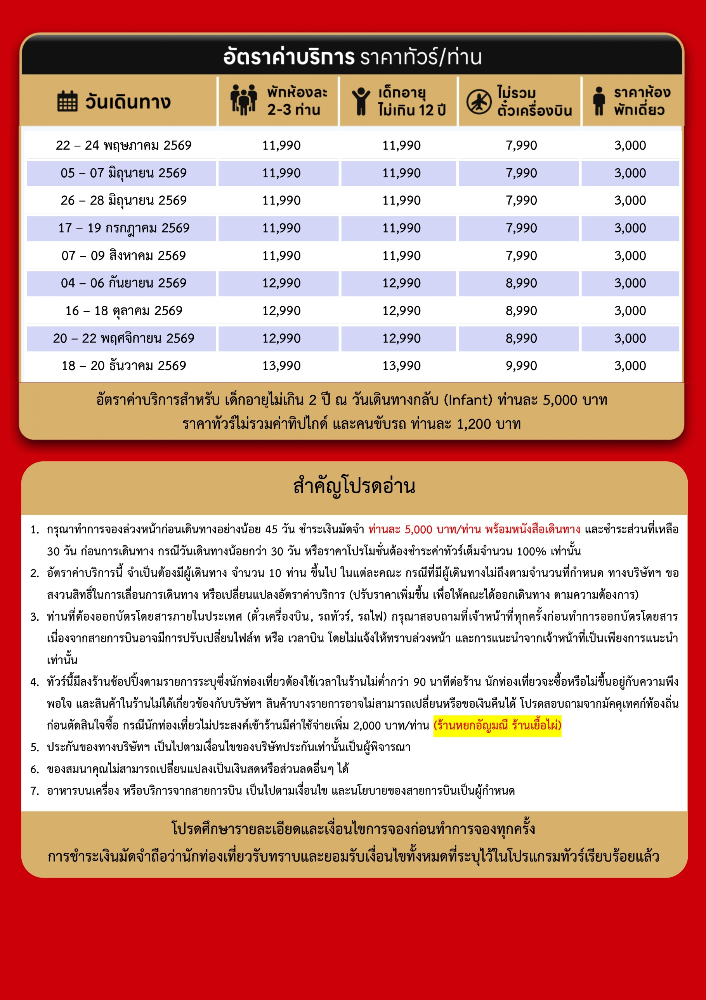 อัตราค่าบริการ ราคาทัวร์/ท่าน
วันเดินทาง พักห้องละ 2-3 ท่าน เด็กอายุ ไม่เกิน 12 ปี ไม่รวม ตั๋วเครื่องบิน ราคาห้อง พักเดี่ยว
22 – 24 พฤษภาคม 2569 11,990 11,990 7,990 3,000
05 – 07 มิถุนายน 2569 11,990 11,990 7,990 3,000
26 – 28 มิถุนายน 2569 11,990 11,990 7,990 3,000
17 – 19 กรกฎาคม 2569 11,990 11,990 7,990 3,000
07 – 09 สิงหาคม 2569 11,990 11,990 7,990 3,000
04 – 06 กันยายน 2569 12,990 12,990 8,990 3,000
16 – 18 ตุลาคม 2569 12,990 12,990 8,990 3,000
20 – 22 พฤศจิกายน 2569 12,990 12,990 8,990 3,000
18 – 20 ธันวาคม 2569 13,990 13,990 9,990 3,000
อัตราค่าบริการสำหรับ เด็กอายุไม่เกิน 2 ปี ณ วันเดินทางกลับ (Infant) ท่านละ 5,000 บาท
ราคาทัวร์ไม่รวมค่าทิปไกด์ และคนขับรถ ท่านละ 1,200 บาท
สำคัญโปรดอ่าน
1. กรุณาทำการจองล่วงหน้าก่อนเดินทางอย่างน้อย 45 วัน ชำระเงินมัดจำ ท่านละ 5,000 บาท/ท่าน พร้อมหนังสือเดินทาง และชำระส่วนที่เหลือ
30 วัน ก่อนการเดินทาง กรณีวันเดินทางน้อยกว่า 30 วัน หรือราคาโปรโมชั่นต้องชำระค่าทัวร์เต็มจำนวน 100% เท่านั้น
2. อัตราค่าบริการนี้ จำเป็นต้องมีผู้เดินทาง จำนวน 10 ท่าน ขึ้นไป ในแต่ละคณะ กรณีที่มีผู้เดินทางไม่ถึงตามจำนวนที่กำหนด ทางบริษัทฯ ขอ
สงวนสิทธิ์ในการเลื่อนการเดินทาง หรือเปลี่ยนแปลงอัตราค่าบริการ (ปรับราคาเพิ่มขึ้น เพื่อให้คณะได้ออกเดินทาง ตามความต้องการ)
3. ท่านที่ต้องออกบัตรโดยสารภายในประเทศ (ตั๋วเครื่องบิน, รถทัวร์, รถไฟ) กรุณาสอบถามที่เจ้าหน้าที่ทุกครั้งก่อนทำการออกบัตรโดยสาร
เนื่องจากสายการบินอาจมีการปรับเปลี่ยนไฟล์ท หรือ เวลาบิน โดยไม่แจ้งให้ทราบล่วงหน้า และการแนะนำจากเจ้าหน้าที่เป็นเพียงการแนะนำ
เท่านั้น
4. ทัวร์นี้มีลงร้านช้อปปิ้งตามรายการระบุซึ่งนักท่องเที่ยวต้องใช้เวลาในร้านไม่ต่ำกว่า 90 นาทีต่อร้าน นักท่องเที่ยวจะซื้อหรือไม่ขึ้นอยู่กับความพึง
พอใจ และสินค้าในร้านไม่ได้เกี่ยวข้องกับบริษัทฯ สินค้าบางรายการอาจไม่สามารถเปลี่ยนหรือขอเงินคืนได้ โปรดสอบถามจากมัคคุเทศก์ท้องถิ่น
ก่อนตัดสินใจซื้อ กรณีนักท่องเที่ยวไม่ประสงค์เข้าร้านมีค่าใช้จ่ายเพิ่ม 2,000 บาท/ท่าน (ร้านหยกอัญมณี ร้านเยื้อไผ่)
5. ประกันของทางบริษัทฯ เป็นไปตามเงื่อนไขของบริษัทประกันเท่านั้นเป็นผู้พิจารณา
6. ของสมนาคุณไม่สามารถเปลี่ยนแปลงเป็นเงินสดหรือส่วนลดอื่นๆ ได้
7. อาหารบนเครื่อง หรือบริการจากสายการบิน เป็นไปตามเงื่อนไข และนโยบายของสายการบินเป็นผู้กำหนด
โปรดศึกษารายละเอียดและเงื่อนไขการจองก่อนทำการจองทุกครั้ง
การชำระเงินมัดจำถือว่านักท่องเที่ยวรับทราบและยอมรับเงื่อนไขทั้งหมดที่ระบุไว้ในโปรแกรมทัวร์เรียบร้อยแล้ว